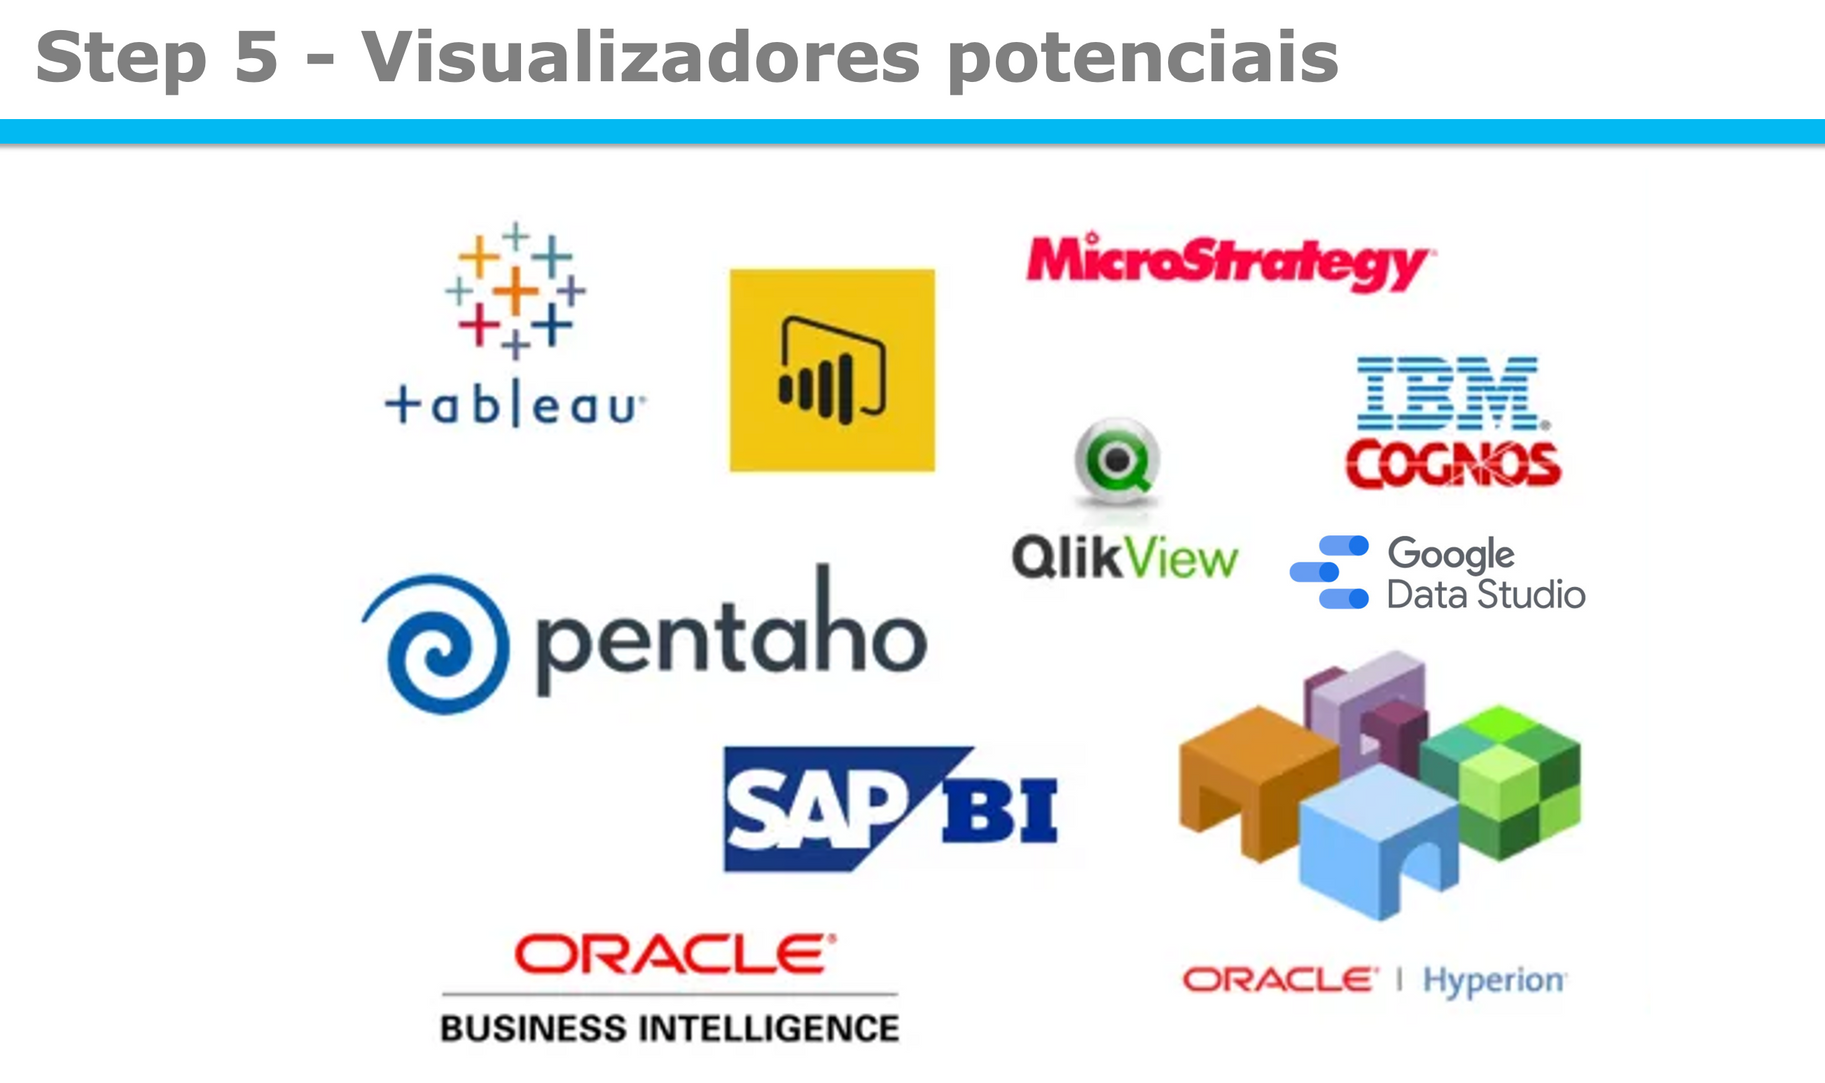 Step 5 - Visualizadores potenciais
+ableau
MicroStrategy
IBM
COGNOS
QlikView
Google
Data Studio
pentaho
SAP BI
ORACLE
BUSINESS INTELLIGENCE
ORACLE | Hyperion